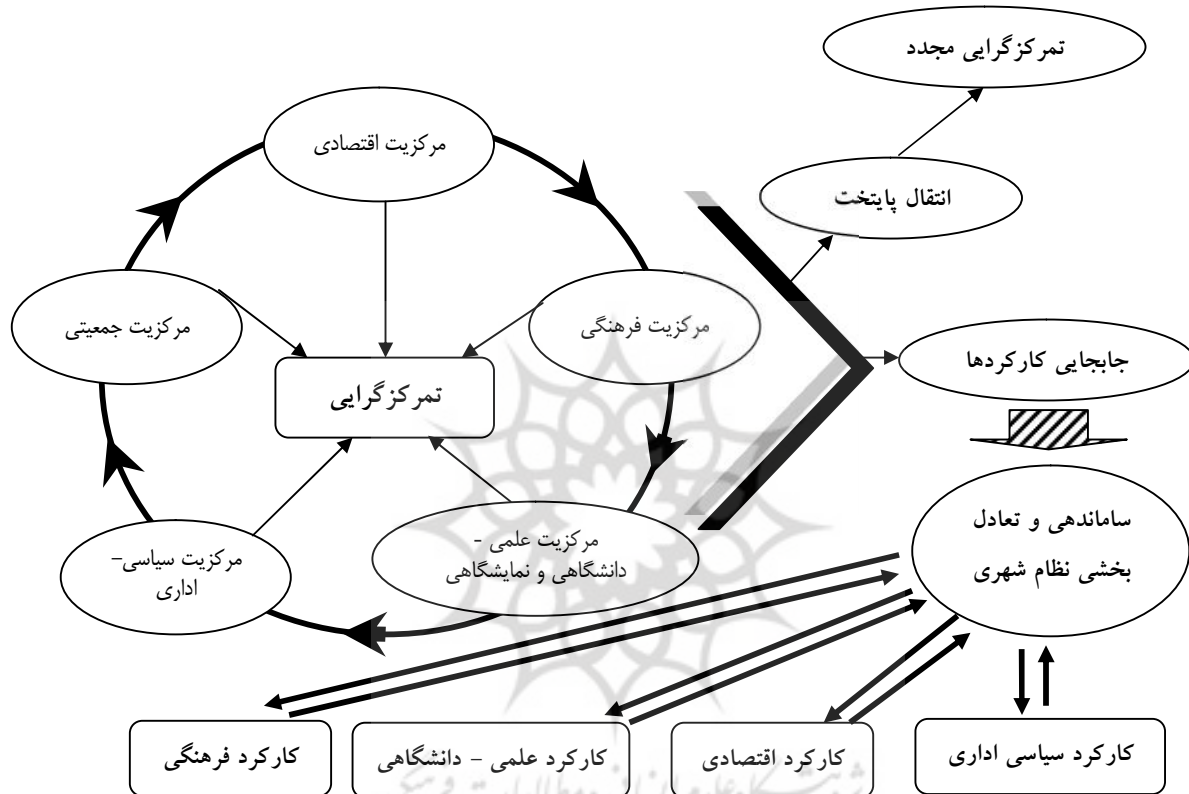 تمرکزگرایی مجدد
مرکزیت اقتصادی
انتقال پایتخت
مرکزیت جمعیتی
مرکزیت فرهنگی
جابجایی کارکردها
تمرکزگرایی
ساماندهی و تعادل
بخشی نظام شهری
مرکزیت علمی -
دانشگاهی و نمایشگاهی
مرکزیت سیاسی–
اداری
کارکرد سیاسی اداری
کارکرد اقتصادی
کارکرد علمی – دانشگاهی
کارکرد فرهنگی